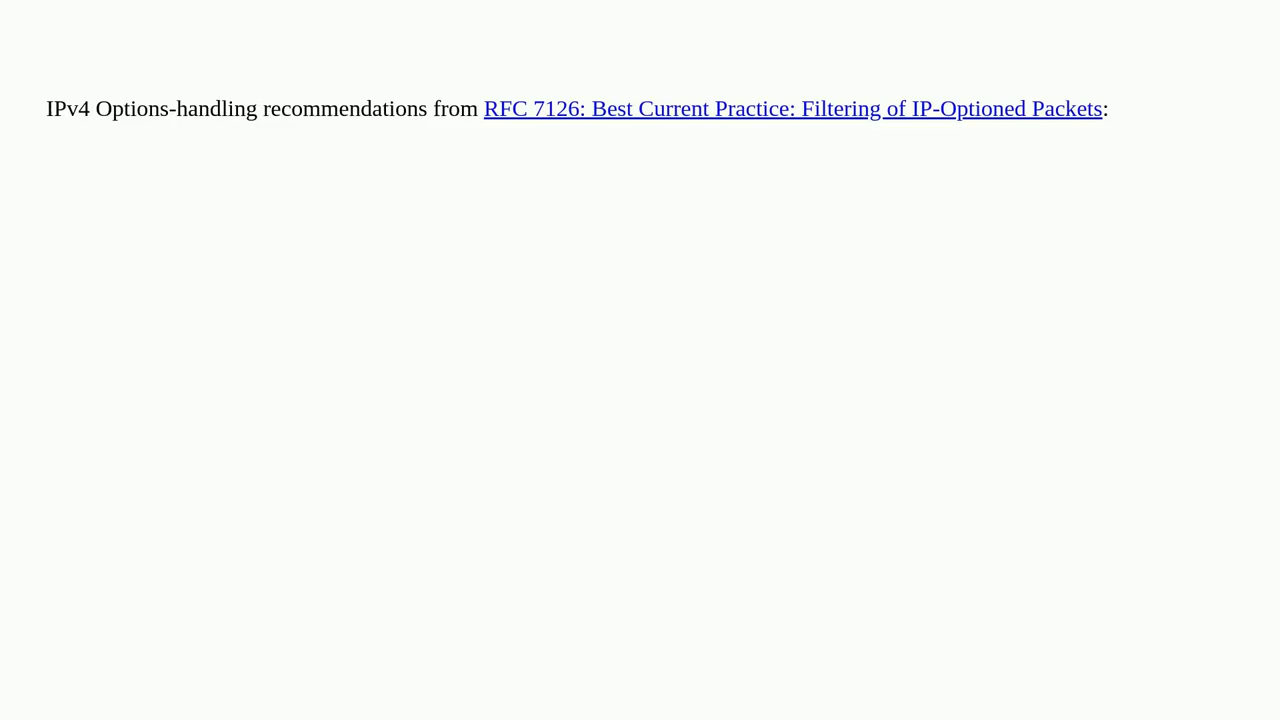 IPv4 Options-handling recommendations from RFC 7126: Best Current Practice: Filtering of IP-Optioned Packets: